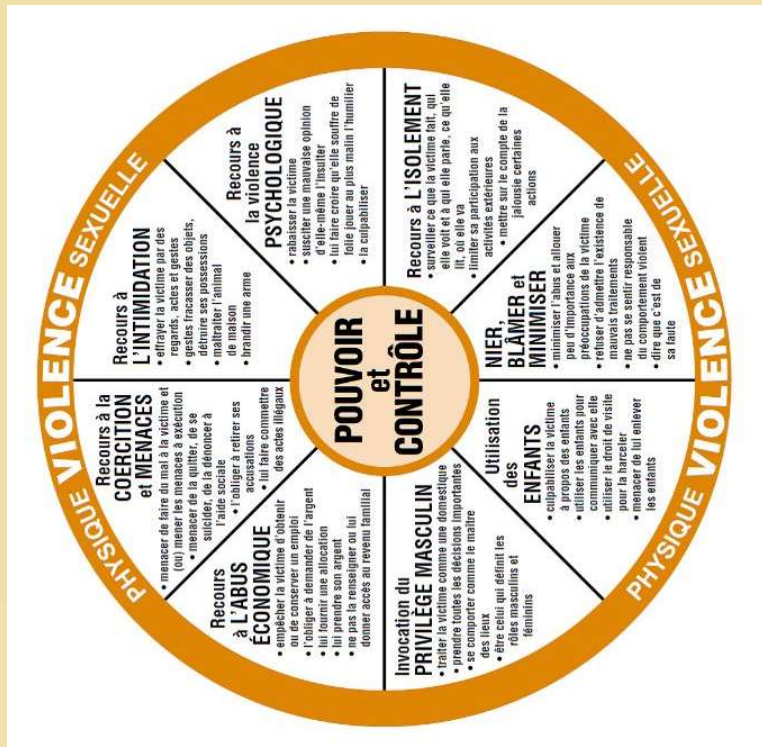 PHYSIQUE VIOLENCE SEXUELLE
Recours à la
COERCITION
et MENACES
• menacer de faire du mal à la victime et
(ou) mener les menaces à exécution
• menacer de la quitter, de se
suicider, de la dénoncer à
l'aide sociale
• l'obliger à retirer ses
accusations
• lui faire commettre
des actes illégaux
Recours à
L'INTIMIDATION
• effrayer la victime par des
regards, actes et gestes
• gestes fracasser des objets,
détruire ses possessions
• maltraiter l'animal
de maison
• brandir une arme
Recours à
la violence
PSYCHOLOGIQUE
• rabaisser la victime
• susciter une mauvaise opinion
d'elle-même l'insulter
• lui faire croire qu'elle souffre de
folie jouer au plus malin l'humilier
• la culpabiliser
Recours à L'ISOLEMENT
• surveiller ce que la victime fait, qui
elle voit et à qui elle parle, ce qu'elle
lit, où elle va
• limiter sa participation aux
activités extérieures
• mettre sur le compte de la
jalousie certaines
actions
NIER,
BLÂMER et
MINIMISER
• minimiser l'abus et allouer
peu d'importance aux
préoccupations de la victime
• refuser d'admettre l'existence de
mauvais traitements
• ne pas se sentir responsable
du comportement violent
• dire que c'est de
sa faute
Utilisation
des
ENFANTS
• culpabiliser la victime
à propos des enfants
• utiliser les enfants pour
communiquer avec elle
• utiliser le droit de visite
pour la harceler
• menacer de lui enlever
les enfants
Invocation du
PRIVILÈGE MASCULIN
• traiter la victime comme une domestique
• prendre toutes les décisions importantes
• se comporter comme le maître
des lieux
• être celui qui définit les
rôles masculins et
féminins
Recours
à L'ABUS
ÉCONOMIQUE
• empêcher la victime d'obtenir
ou de conserver un emploi
• l'obliger à demander de l'argent
• lui fournir une allocation
• lui prendre son argent
• ne pas la renseigner ou lui
donner accès au revenu familial
POUVOIR
et
CONTRÔLE
PHYSIQUE VIOLENCE SEXUELLE